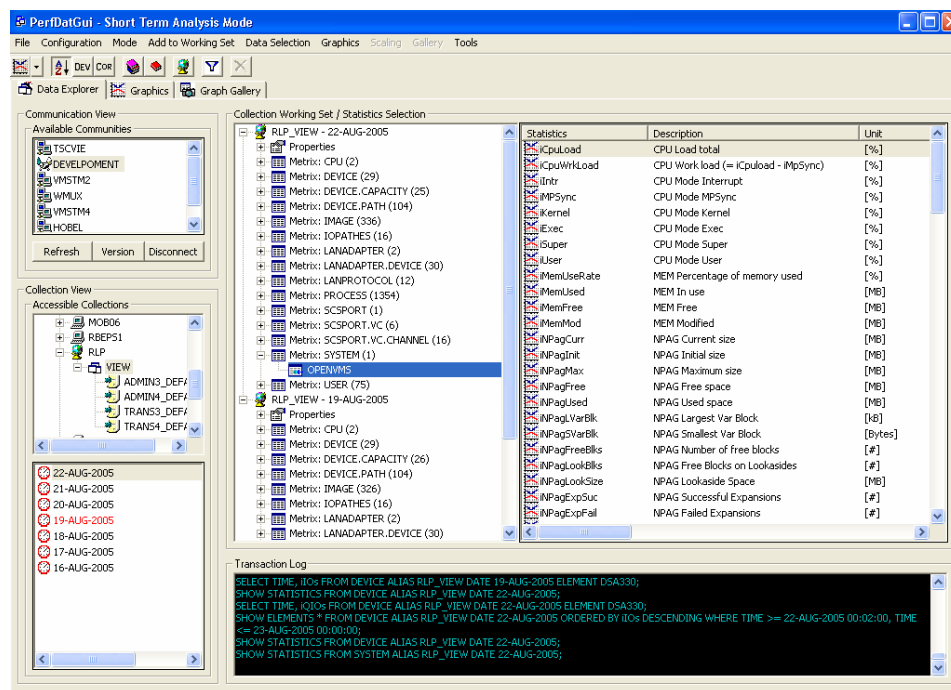 PerfDatGui - Short Term Analysis Mode
File Configuration Mode Add to Working Set Data Selection Graphics Scaling Gallery Tools
DEV COR
Data Explorer Graphics Graph Gallery
Communication View
Available Communities
TSCVIE
DEVELPOMENT
VMSTM2
WMUX
VMSTM4
HOBEL
Refresh Version Disconnect
Collection View
Accessible Collections
MOB06
RBEPS1
RLP
VIEW
ADMIN3_DEFA
ADMIN4_DEFA
TRANS3_DEFA
TRANS4_DEFA
22-AUG-2005
21-AUG-2005
20-AUG-2005
19-AUG-2005
18-AUG-2005
17-AUG-2005
16-AUG-2005
Collection Working Set / Statistics Selection
RLP_VIEW - 22-AUG-2005
Properties
Metrix: CPU (2)
Metrix: DEVICE (29)
Metrix: DEVICE.CAPACITY (25)
Metrix: DEVICE.PATH (104)
Metrix: IMAGE (336)
Metrix: IOPATHES (16)
Metrix: LANADAPTER (2)
Metrix: LANADAPTER.DEVICE (30)
Metrix: LANPROTOCOL (12)
Metrix: PROCESS (1354)
Metrix: SCSPORT (1)
Metrix: SCSPORT.VC (6)
Metrix: SCSPORT.VC.CHANNEL (16)
Metrix: SYSTEM (1)
OPENVMS
Metrix: USER (75)
RLP_VIEW - 19-AUG-2005
Properties
Metrix: CPU (2)
Metrix: DEVICE (29)
Metrix: DEVICE.CAPACITY (26)
Metrix: DEVICE.PATH (104)
Metrix: IMAGE (326)
Metrix: IOPATHES (16)
Metrix: LANADAPTER (2)
Metrix: LANADAPTER.DEVICE (30)
Statistics Description Unit
iCpuLoad CPU Load total [%]
iCpuWrkLoad CPU Work load (= iCpuload - iMpSync) [%]
iIntr CPU Mode Interrupt [%]
iMPSync CPU Mode MPSync [%]
iKernel CPU Mode Kernel [%]
iExec CPU Mode Exec [%]
iSuper CPU Mode Super [%]
iUser CPU Mode User [%]
iMemUseRate MEM Percentage of memory used [%]
iMemUsed MEM In use [MB]
iMemFree MEM Free [MB]
iMemMod MEM Modified [MB]
iNPagCurr NPAG Current size [MB]
iNPagInit NPAG Initial size [MB]
iNPagMax NPAG Maximum size [MB]
iNPagFree NPAG Free space [MB]
iNPagUsed NPAG Used space [MB]
iNPagLVarBlk NPAG Largest Var Block [kB]
iNPagSVarBlk NPAG Smallest Var Block [Bytes]
iNPagFreeBlks NPAG Number of free blocks [#]
iNPagLookBlks NPAG Free Blocks on Lookasides [#]
iNPagLookSize NPAG Lookaside Space [MB]
iNPagExpSuc NPAG Successful Expansions [#]
iNPagExpFail NPAG Failed Expansions [#]
Transaction Log
SELECT TIME, iIOs FROM DEVICE ALIAS RLP_VIEW DATE 19-AUG-2005 ELEMENT DSA330;
SHOW STATISTICS FROM DEVICE ALIAS RLP_VIEW DATE 22-AUG-2005;
SELECT TIME, iQIOs FROM DEVICE ALIAS RLP_VIEW DATE 22-AUG-2005 ELEMENT DSA330;
SHOW ELEMENTS * FROM DEVICE ALIAS RLP_VIEW DATE 22-AUG-2005 ORDERED BY iIOs DESCENDING WHERE TIME >= 22-AUG-2005 00:02:00, TIME
<= 23-AUG-2005 00:00:00;
SHOW STATISTICS FROM DEVICE ALIAS RLP_VIEW DATE 22-AUG-2005;
SHOW STATISTICS FROM SYSTEM ALIAS RLP_VIEW DATE 22-AUG-2005;